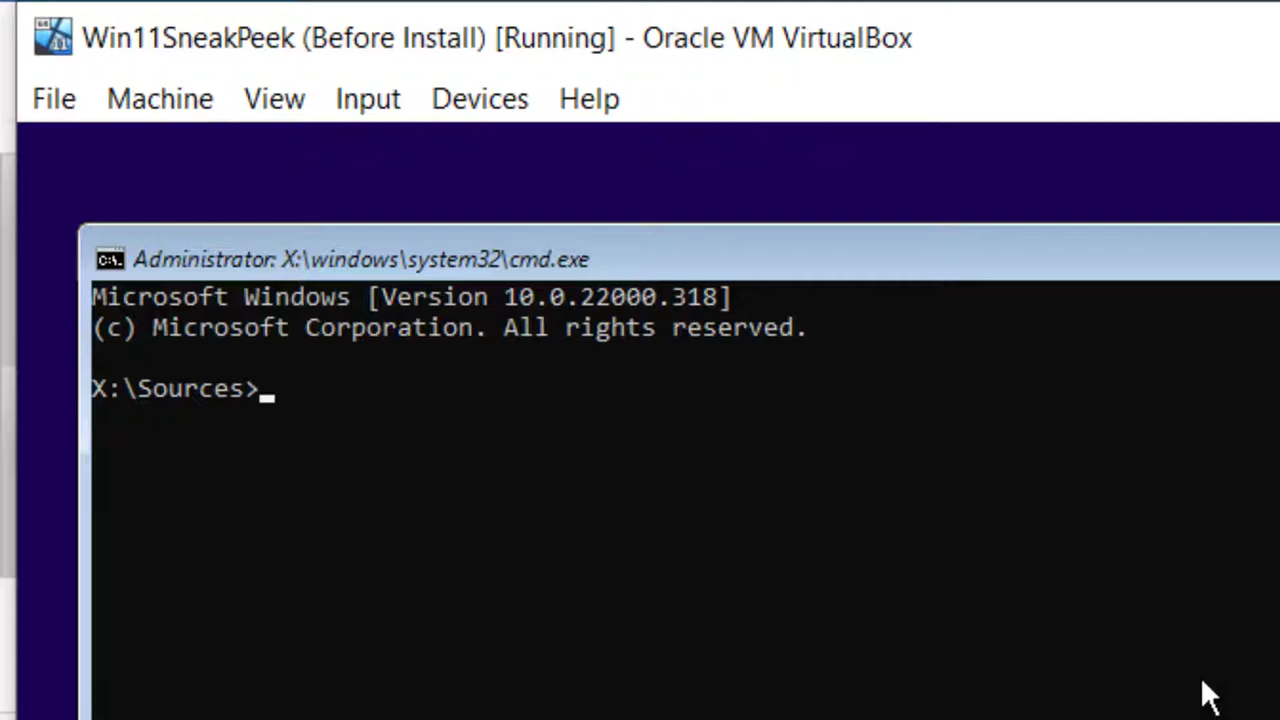 Win11SneakPeek (Before Install) [Running] - Oracle VM VirtualBox
File Machine View Input Devices Help
Administrator: X:\windows\system32\cmd.exe
Microsoft Windows [Version 10.0.22000.318]
(c) Microsoft Corporation. All rights reserved.
X:\Sources>